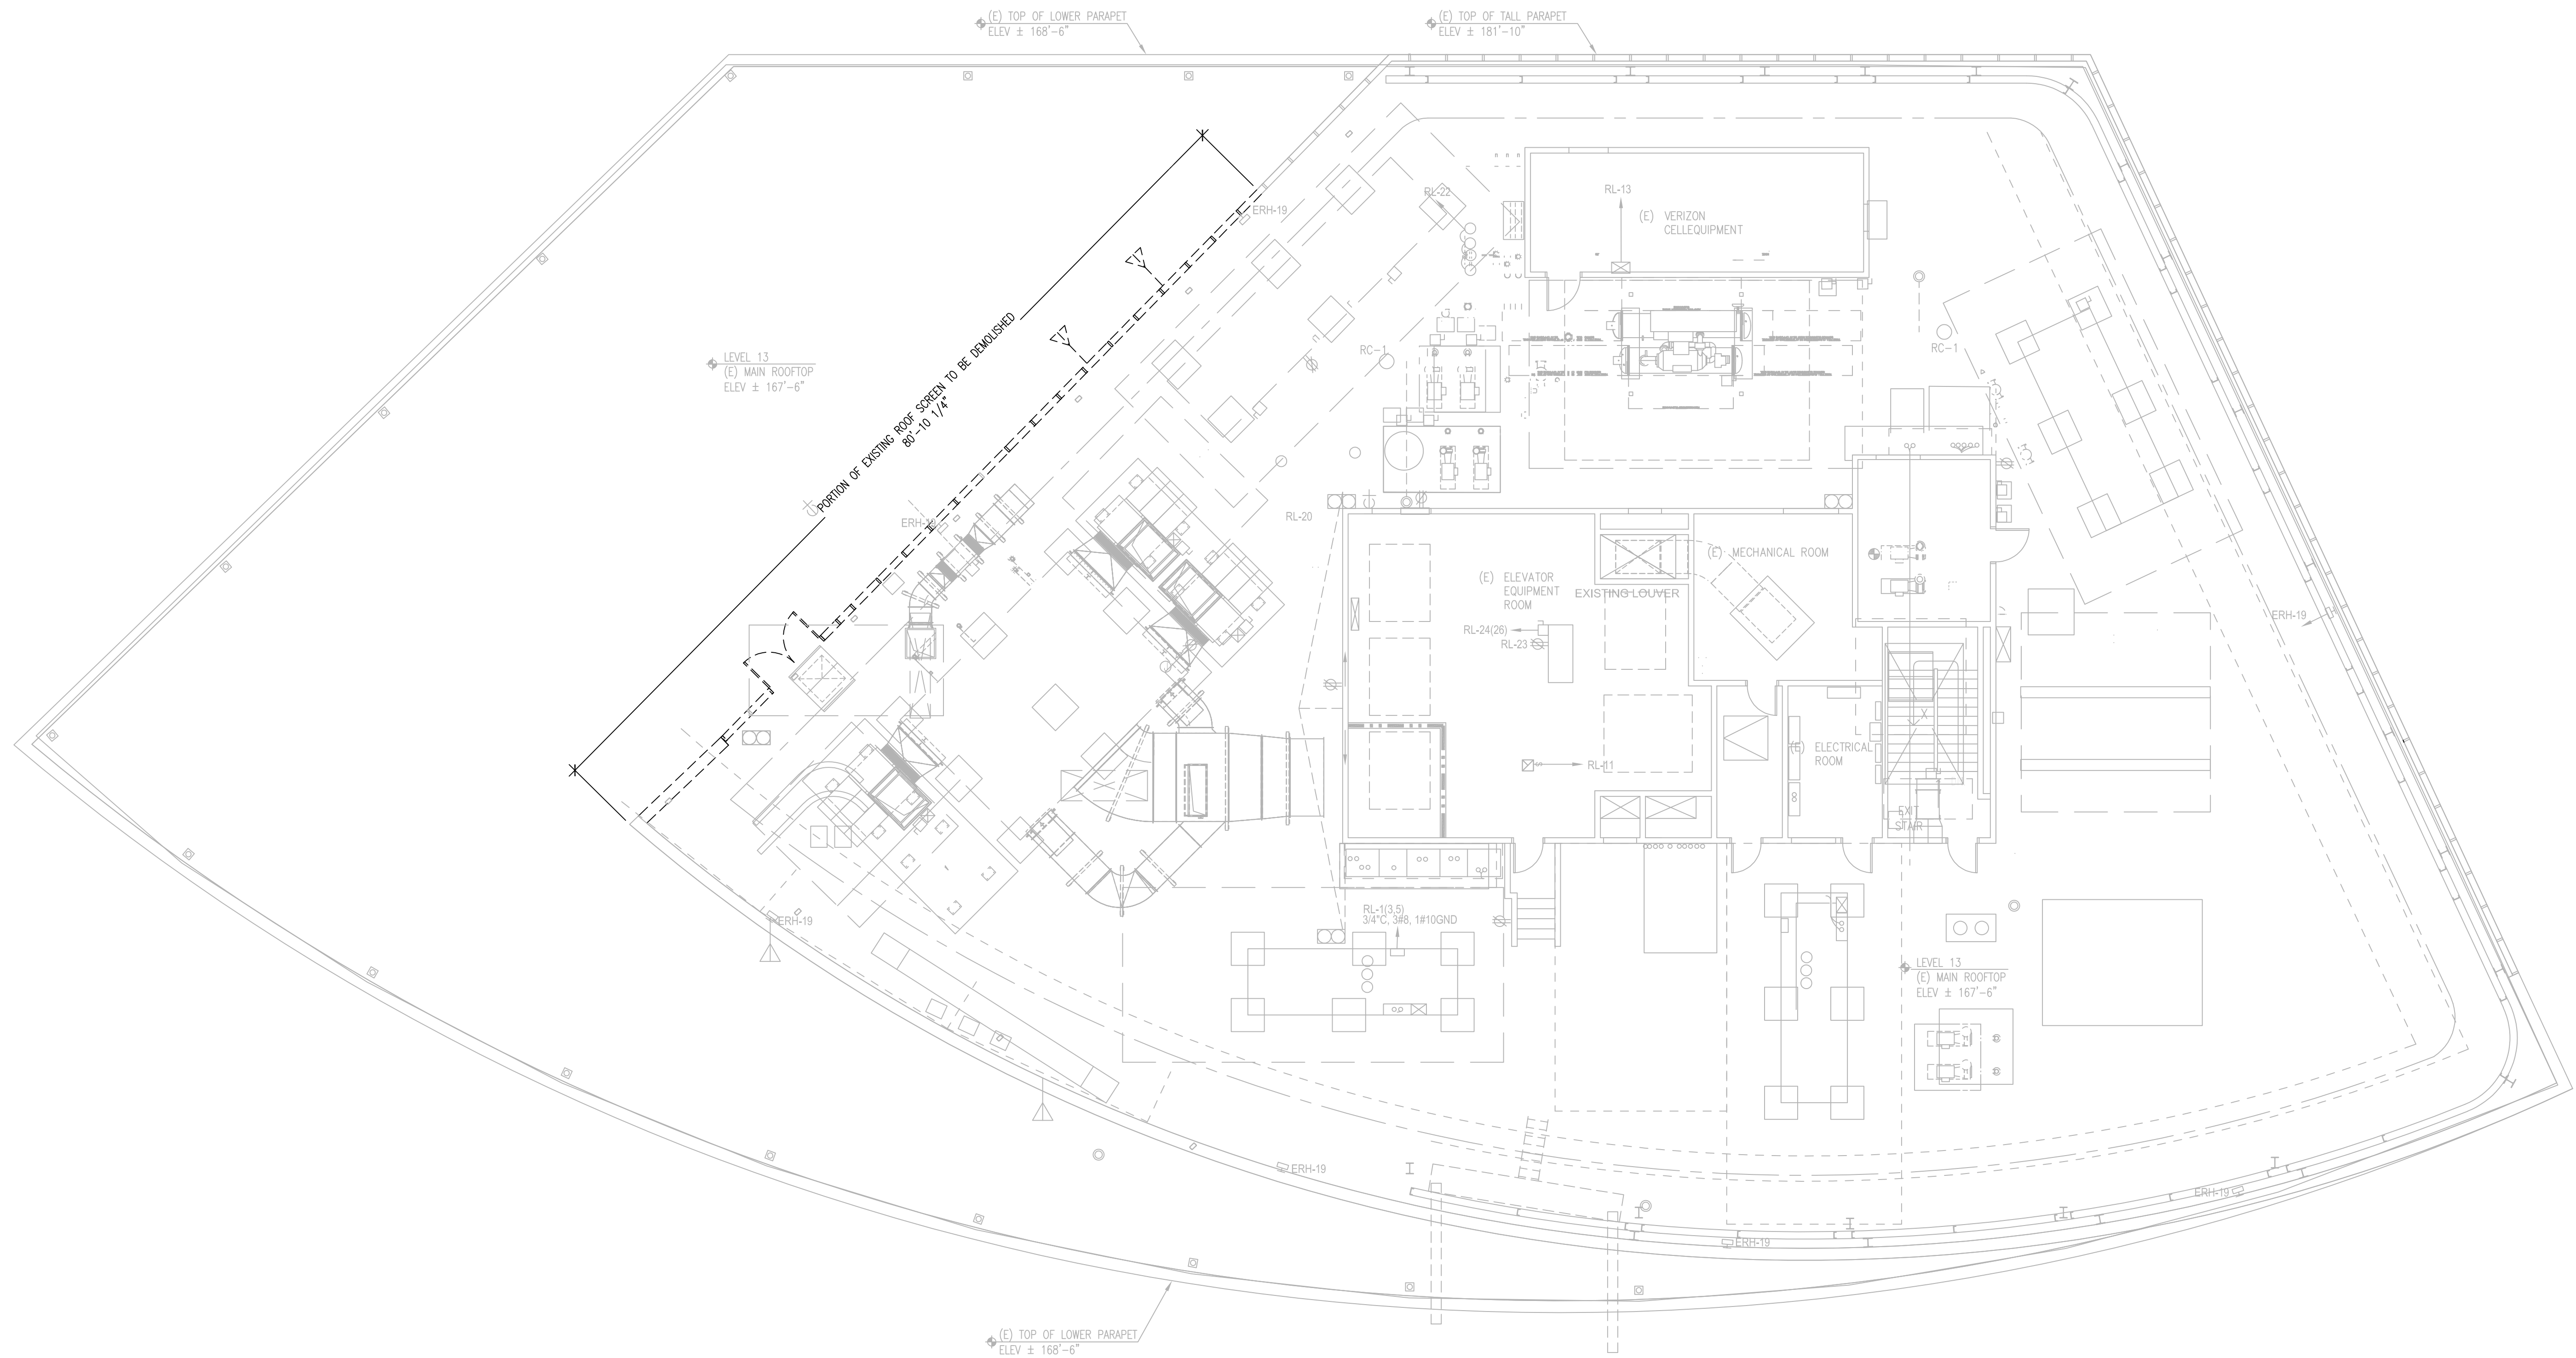 (E) TOP OF LOWER PARAPET
ELEV ± 168'-6"
(E) TOP OF TALL PARAPET
ELEV ± 181'-10"
RL-22
RL-13
ERH-19
(E) VERIZON
CELLEQUIPMENT
PORTION OF EXISTING ROOF SCREEN TO BE DEMOLISHED
80'-10 1/4"
LEVEL 13
(E) MAIN ROOFTOP
ELEV ± 167'-6"
RC-1
RC-1
ERH-19
RL-20
(E) MECHANICAL ROOM
(E) ELEVATOR
EQUIPMENT
ROOM
EXISTING LOUVER
RL-24(26)
RL-23
ERH-19
(E) ELECTRICAL
ROOM
RL-11
EXIT
STAIR
ERH-19
RL-1(3,5)
3/4"C, 3#8, 1#10GND
LEVEL 13
(E) MAIN ROOFTOP
ELEV ± 167'-6"
ERH-19
ERH-19
ERH-19
(E) TOP OF LOWER PARAPET
ELEV ± 168'-6"